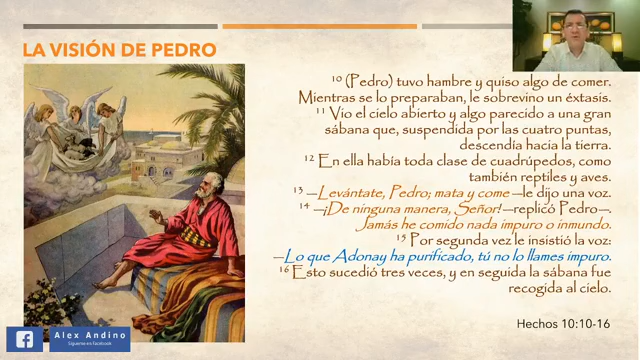 LA VISIÓN DE PEDRO
¹⁰ (Pedro) tuvo hambre y quiso algo de comer.
Mientras se lo preparaban, le sobrevino un éxtasis.
¹¹ Vio el cielo abierto y algo parecido a una gran
sábana que, suspendida por las cuatro puntas,
descendía hacia la tierra.
¹² En ella había toda clase de cuadrúpedos, como
también reptiles y aves.
¹³ —Levántate, Pedro; mata y come —le dijo una voz.
¹⁴ —¡De ninguna manera, Señor! —replicó Pedro—.
Jamás he comido nada impuro o inmundo.
¹⁵ Por segunda vez le insistió la voz:
—Lo que Adonay ha purificado, tú no lo llames impuro.
¹⁶ Esto sucedió tres veces, y en seguida la sábana fue
recogida al cielo.
Hechos 10:10-16
f
Alex Andino
Sígueme en Facebook